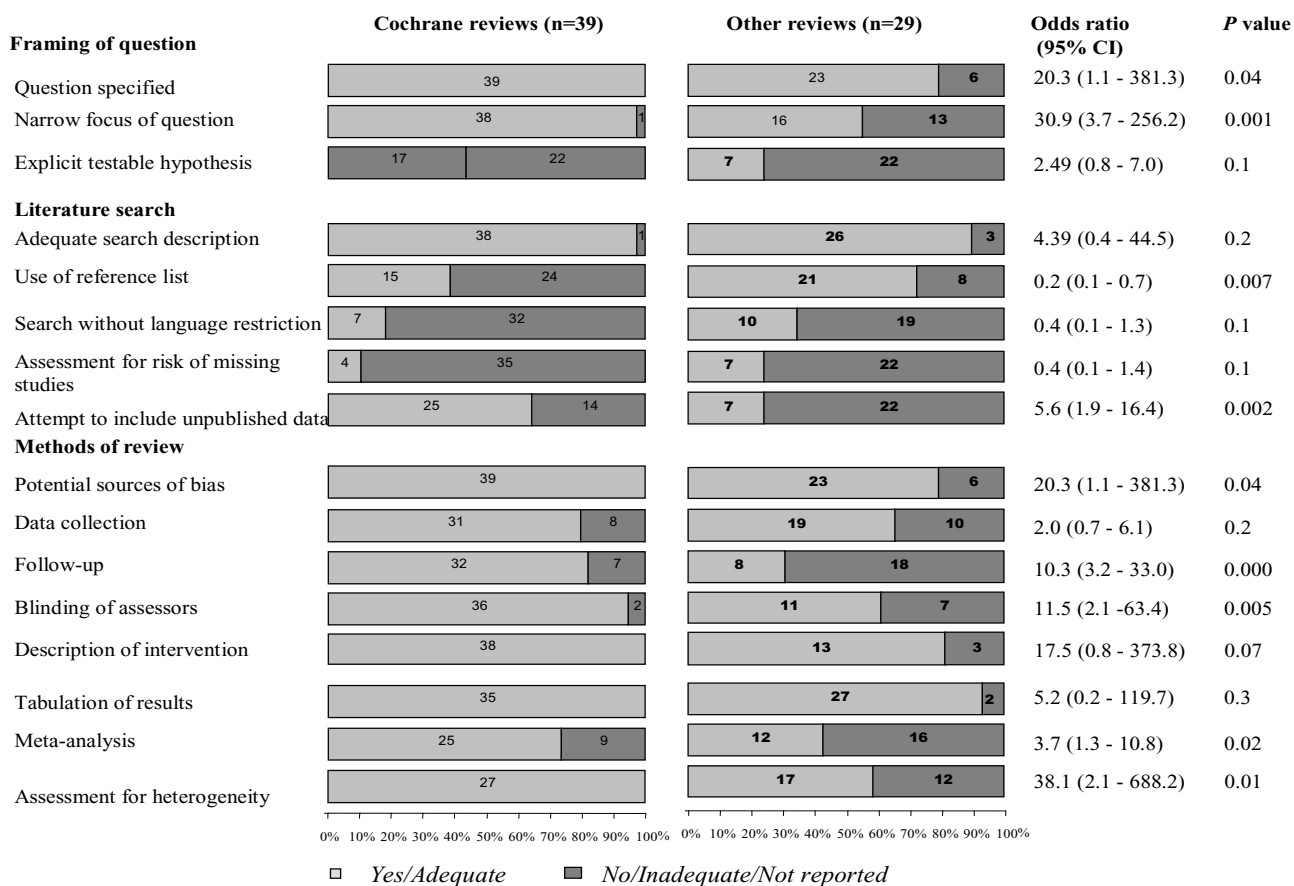 Cochrane reviews (n=39) Other reviews (n=29) Odds ratio P value
Framing of question (95% CI)
Question specified 39 23 6 20.3 (1.1 - 381.3) 0.04
Narrow focus of question 38 1 16 13 30.9 (3.7 - 256.2) 0.001
Explicit testable hypothesis 17 22 7 22 2.49 (0.8 - 7.0) 0.1
Literature search
Adequate search description 38 1 26 3 4.39 (0.4 - 44.5) 0.2
Use of reference list 15 24 21 8 0.2 (0.1 - 0.7) 0.007
Search without language restriction 7 32 10 19 0.4 (0.1 - 1.3) 0.1
Assessment for risk of missing 4 35 7 22 0.4 (0.1 - 1.4) 0.1
studies
Attempt to include unpublished data 25 14 7 22 5.6 (1.9 - 16.4) 0.002
Methods of review
Potential sources of bias 39 23 6 20.3 (1.1 - 381.3) 0.04
Data collection 31 8 19 10 2.0 (0.7 - 6.1) 0.2
Follow-up 32 7 8 18 10.3 (3.2 - 33.0) 0.000
Blinding of assessors 36 2 11 7 11.5 (2.1 -63.4) 0.005
Description of intervention 38 13 3 17.5 (0.8 - 373.8) 0.07
Tabulation of results 35 27 2 5.2 (0.2 - 119.7) 0.3
Meta-analysis 25 9 12 16 3.7 (1.3 - 10.8) 0.02
Assessment for heterogeneity 27 17 12 38.1 (2.1 - 688.2) 0.01
0% 10% 20% 30% 40% 50% 60% 70% 80% 90% 100% 0% 10% 20% 30% 40% 50% 60% 70% 80% 90% 100%
Yes/Adequate No/Inadequate/Not reported